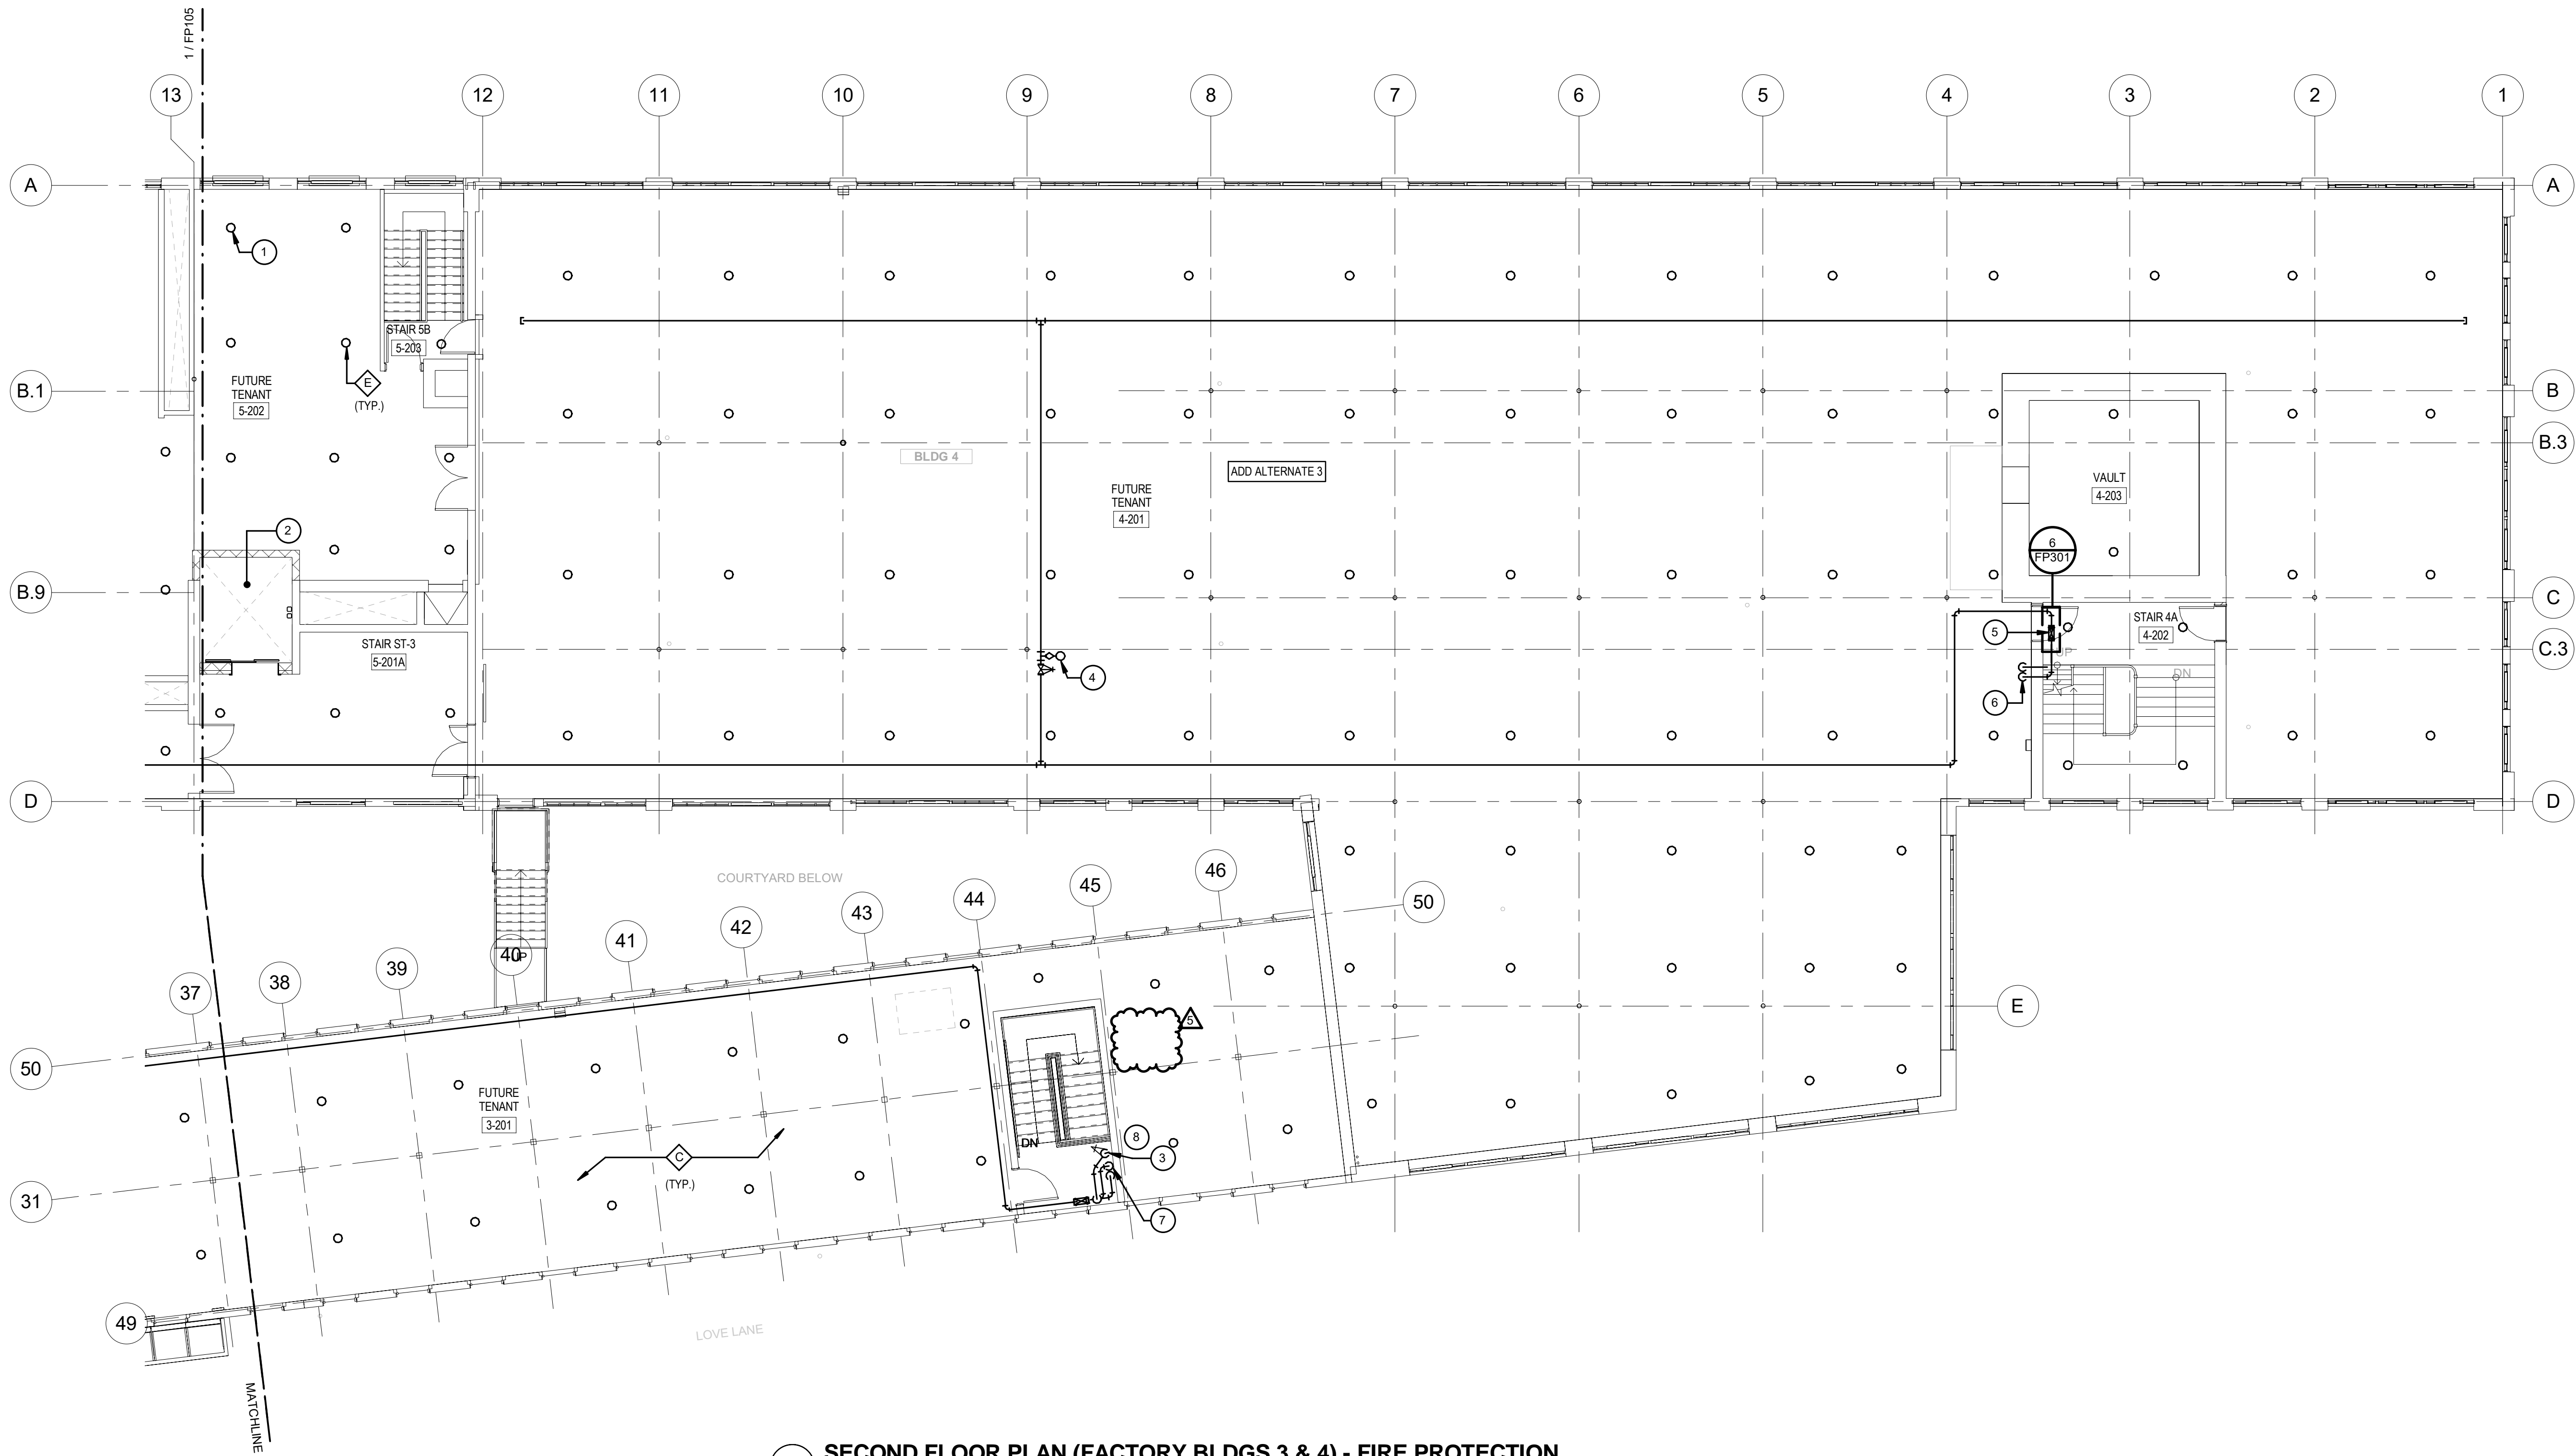 1 / FP105
13
12
11
10
9
8
7
6
5
4
3
2
1
A
A
1
STAIR 5B
5-203
E
(TYP.)
FUTURE
TENANT
5-202
B.1
B
B.3
BLDG 4
ADD ALTERNATE 3
FUTURE
TENANT
4-201
VAULT
4-203
2
6
FP301
B.9
C
STAIR 4A
4-202
5
UP
DN
STAIR ST-3
5-201A
C.3
4
6
D
D
COURTYARD BELOW
37
38
39
40
UP
41
42
43
44
45
46
50
E
5
50
FUTURE
TENANT
3-201
C
(TYP.)
DN
8
3
7
31
49
LOVE LANE
MATCHLINE
SECOND FLOOR PLAN (FACTORY BLDGS 3 & 4) - FIRE PROTECTION